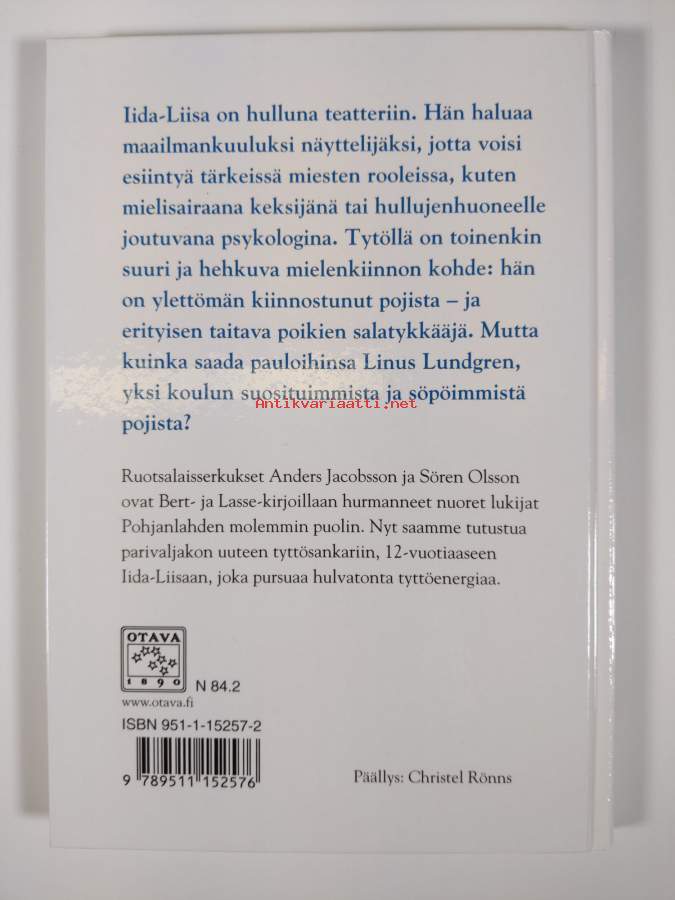 Iida-Liisa on hulluna teatteriin. Hän haluaa
maailmankuuluksi näyttelijäksi, jotta voisi
esiintyä tärkeissä miesten rooleissa, kuten
mielisairaana keksijänä tai hullujenhuoneelle
joutuvana psykologina. Tytöllä on toinenkin
suuri ja hehkuva mielenkiinnon kohde: hän
on ylettömän kiinnostunut pojista – ja
erityisen taitava poikien salatykkääjä. Mutta
kuinka saada pauloihinsa Linus Lundgren,
yksi koulun suosituimmista ja söpöimmistä
Antikvariaatti.net
pojista?
Ruotsalaisserkukset Anders Jacobsson ja Sören Olsson
ovat Bert- ja Lasse-kirjoillaan hurmanneet nuoret lukijat
Pohjanlahden molemmin puolin. Nyt saamme tutustua
parivaljakon uuteen tyttösankariin, 12-vuotiaaseen
Iida-Liisaan, joka pursuaa hulvatonta tyttöenergiaa.
OTAVA
1890
N 84.2
www.otava.fi
ISBN 951-1-15257-2
9 789511 152576
Päällys: Christel Rönns